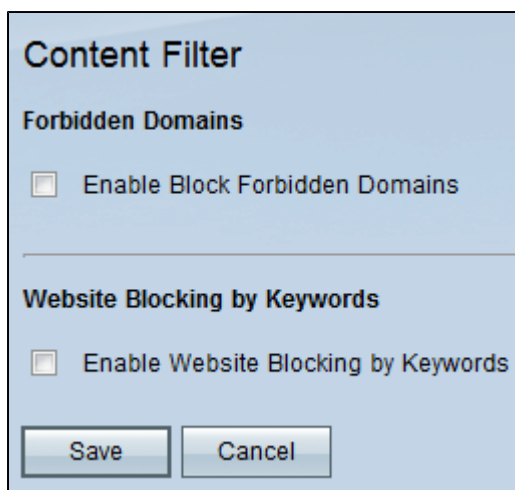 Content Filter
Forbidden Domains
Enable Block Forbidden Domains
Website Blocking by Keywords
Enable Website Blocking by Keywords
Save Cancel